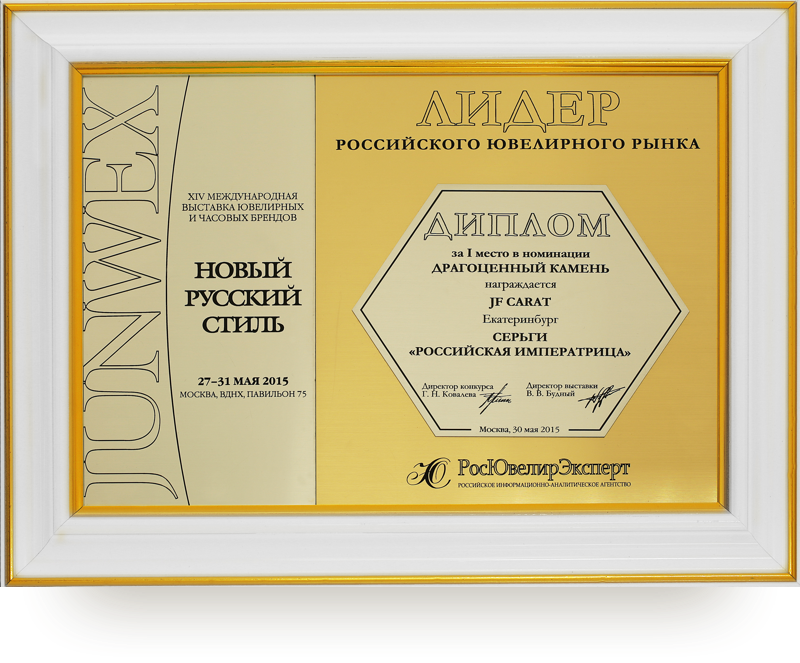 JUNWEX
XIV МЕЖДУНАРОДНАЯ
ВЫСТАВКА ЮВЕЛИРНЫХ
И ЧАСОВЫХ БРЕНДОВ
НОВЫЙ
РУССКИЙ
СТИЛЬ
27–31 МАЯ 2015
МОСКВА, ВДНХ, ПАВИЛЬОН 75
ЛИДЕР
РОССИЙСКОГО ЮВЕЛИРНОГО РЫНКА
ДИПЛОМ
за I место в номинации
ДРАГОЦЕННЫЙ КАМЕНЬ
награждается
JF CARAT
Екатеринбург
СЕРЬГИ
«РОССИЙСКАЯ ИМПЕРАТРИЦА»
Директор конкурса
Г. Н. Ковалева
Директор выставки
В. В. Будный
Москва, 30 мая 2015
РосЮвелирЭксперт
РОССИЙСКОЕ ИНФОРМАЦИОННО-АНАЛИТИЧЕСКОЕ АГЕНТСТВО